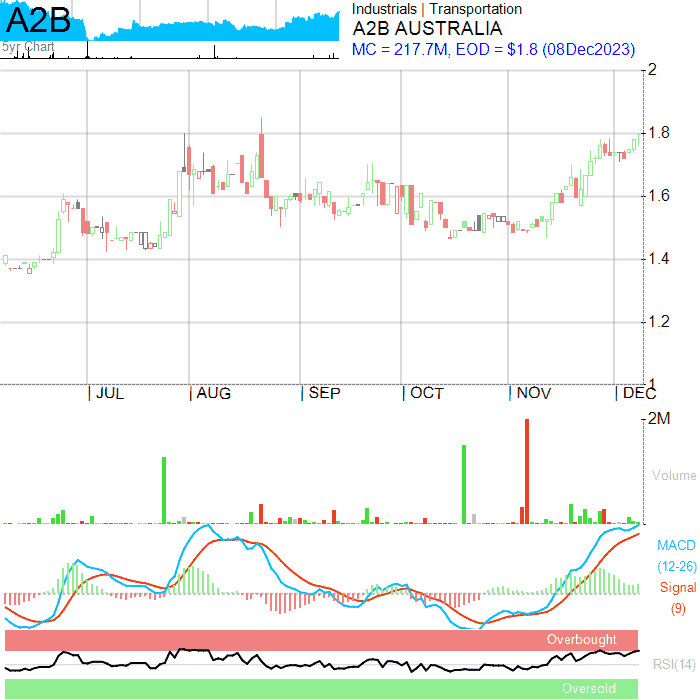 A2B
5yr Chart
Industrials | Transportation
A2B AUSTRALIA
MC = 217.7M, EOD = $1.8 (08Dec2023)
2
1.8
1.6
1.4
1.2
1
JUL AUG SEP OCT NOV DEC
2M
Volume
MACD
(12-26)
Signal
(9)
Overbought
RSI(14)
Oversold